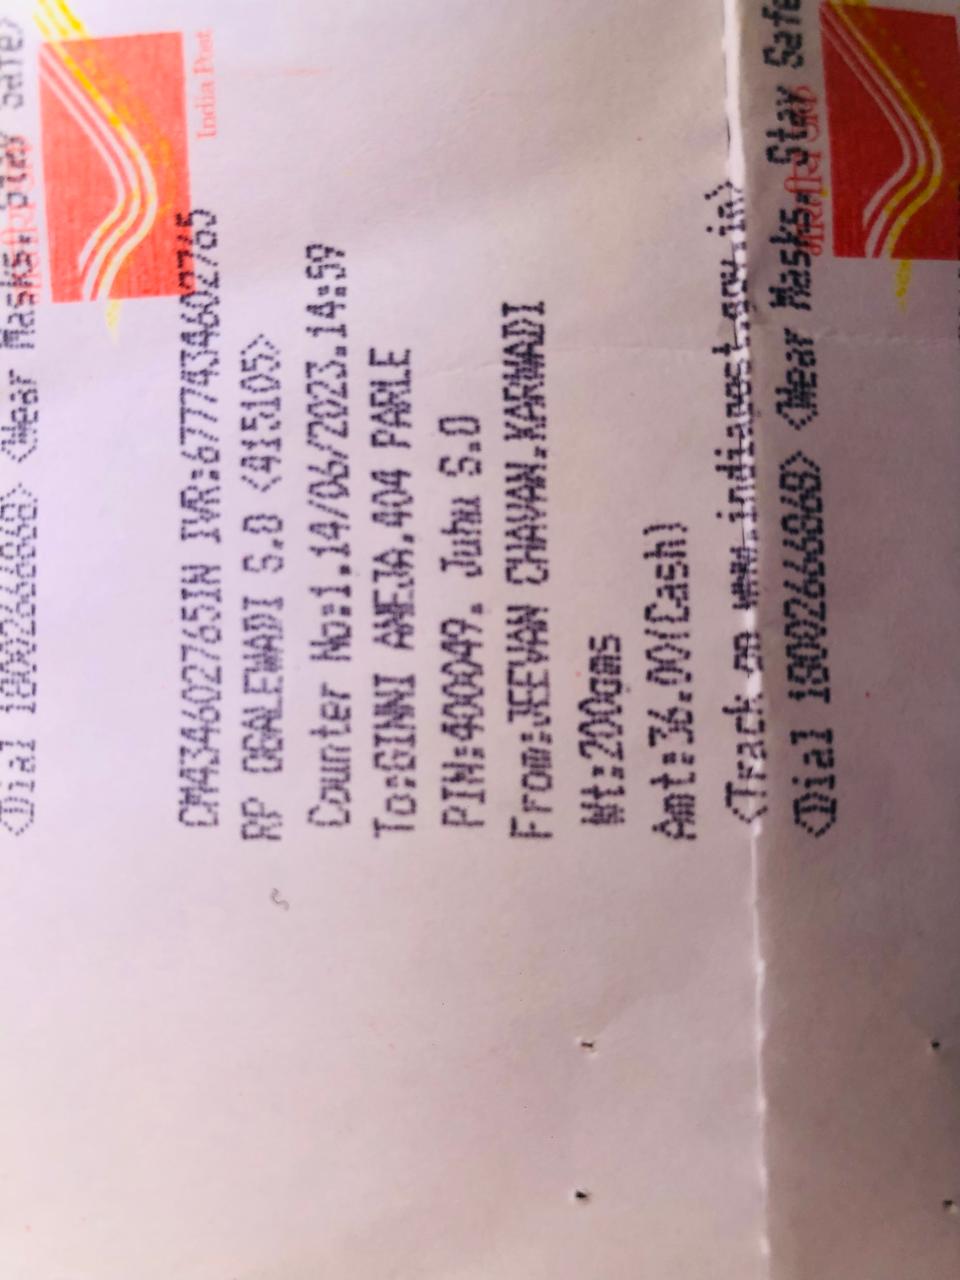 <Dial 18002666868> <Wear Masks, Stay Safe>
India Post
CM434602765IN IVR:6777434602765
RP OGALEWADI S.O <415105>
Counter No:1,14/06/2023,14:59
To:GINNI ANEJA,404 PARLE
PIN:400049, Juhu S.O
From:JEEVAN CHAVAN,KARWADI
Wt:200gms
Amt:36.00(Cash)
<Track on www.indiapost.gov.in>
<Dial 18002666868> <Wear Masks, Stay Safe
भारतीय डाक